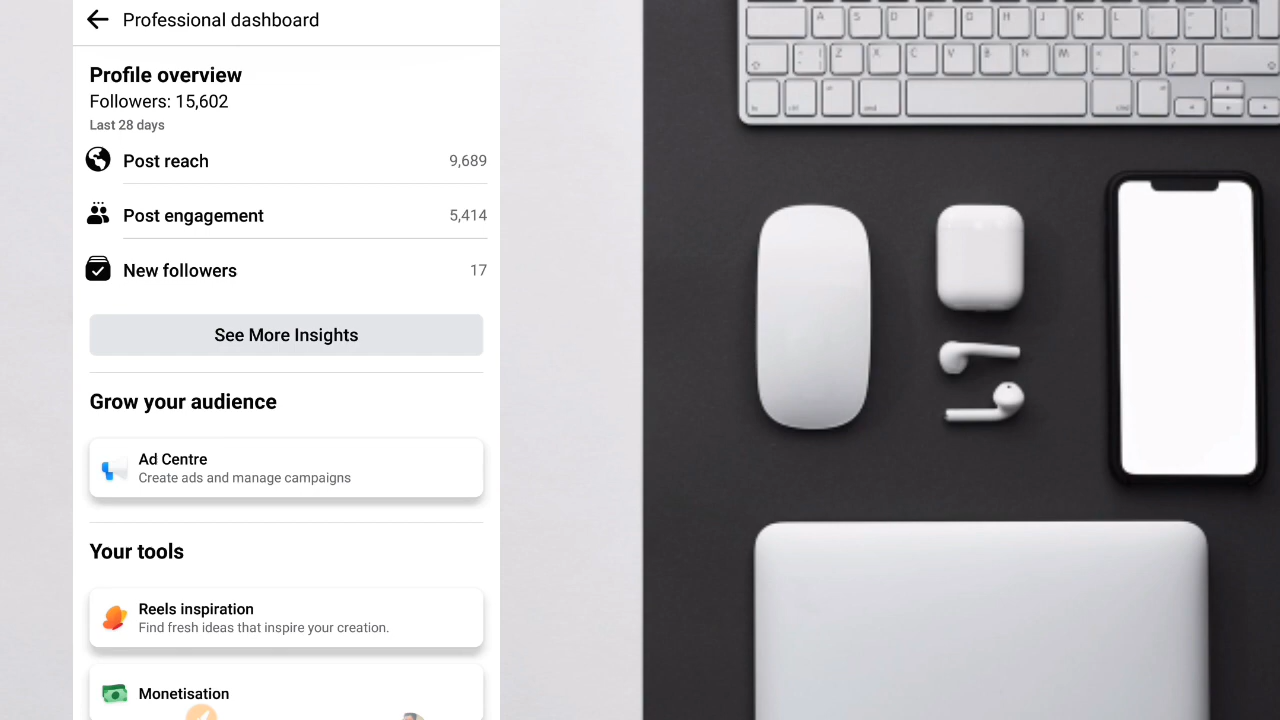 Professional dashboard
Profile overview
Followers: 15,602
Last 28 days
Post reach 9,689
Post engagement 5,414
New followers 17
See More Insights
Grow your audience
Ad Centre
Create ads and manage campaigns
Your tools
Reels inspiration
Find fresh ideas that inspire your creation.
Monetisation
A S D F G H J K L
Z X C V B N M